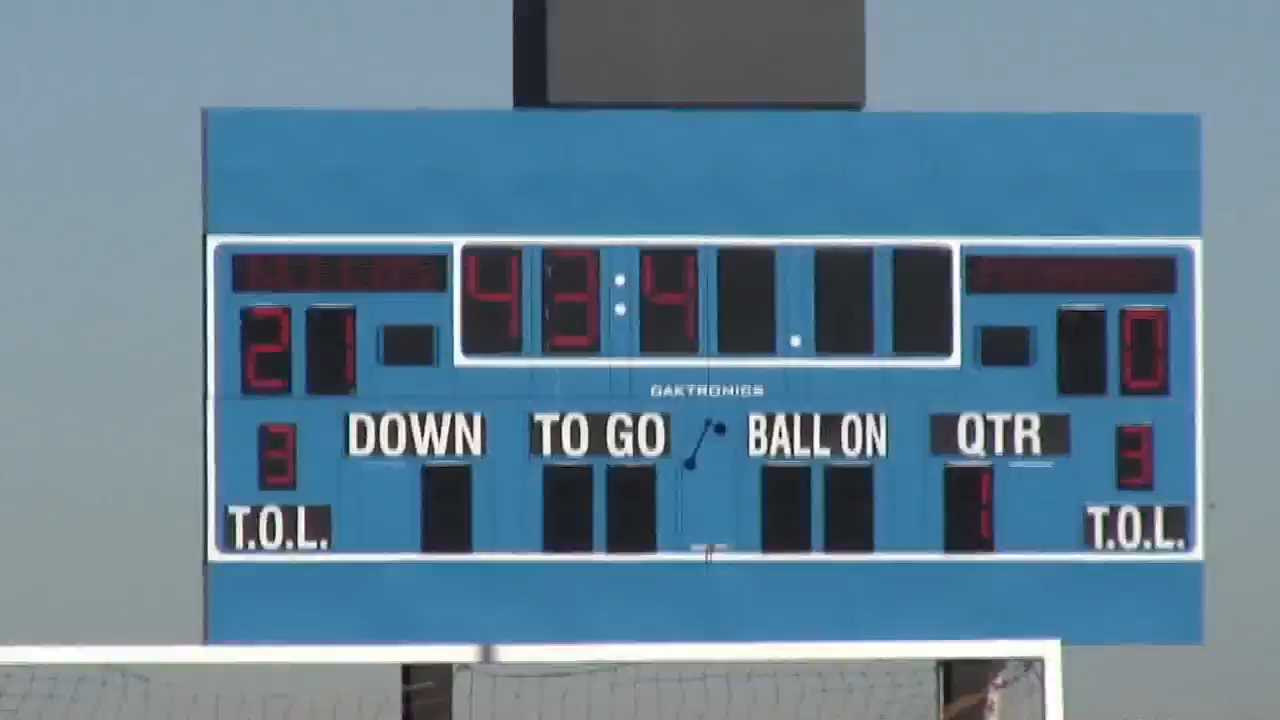 43:4 .
21 0
DAKTRONICS
DOWN TO GO BALL ON QTR
3 1 3
T.O.L. T.O.L.